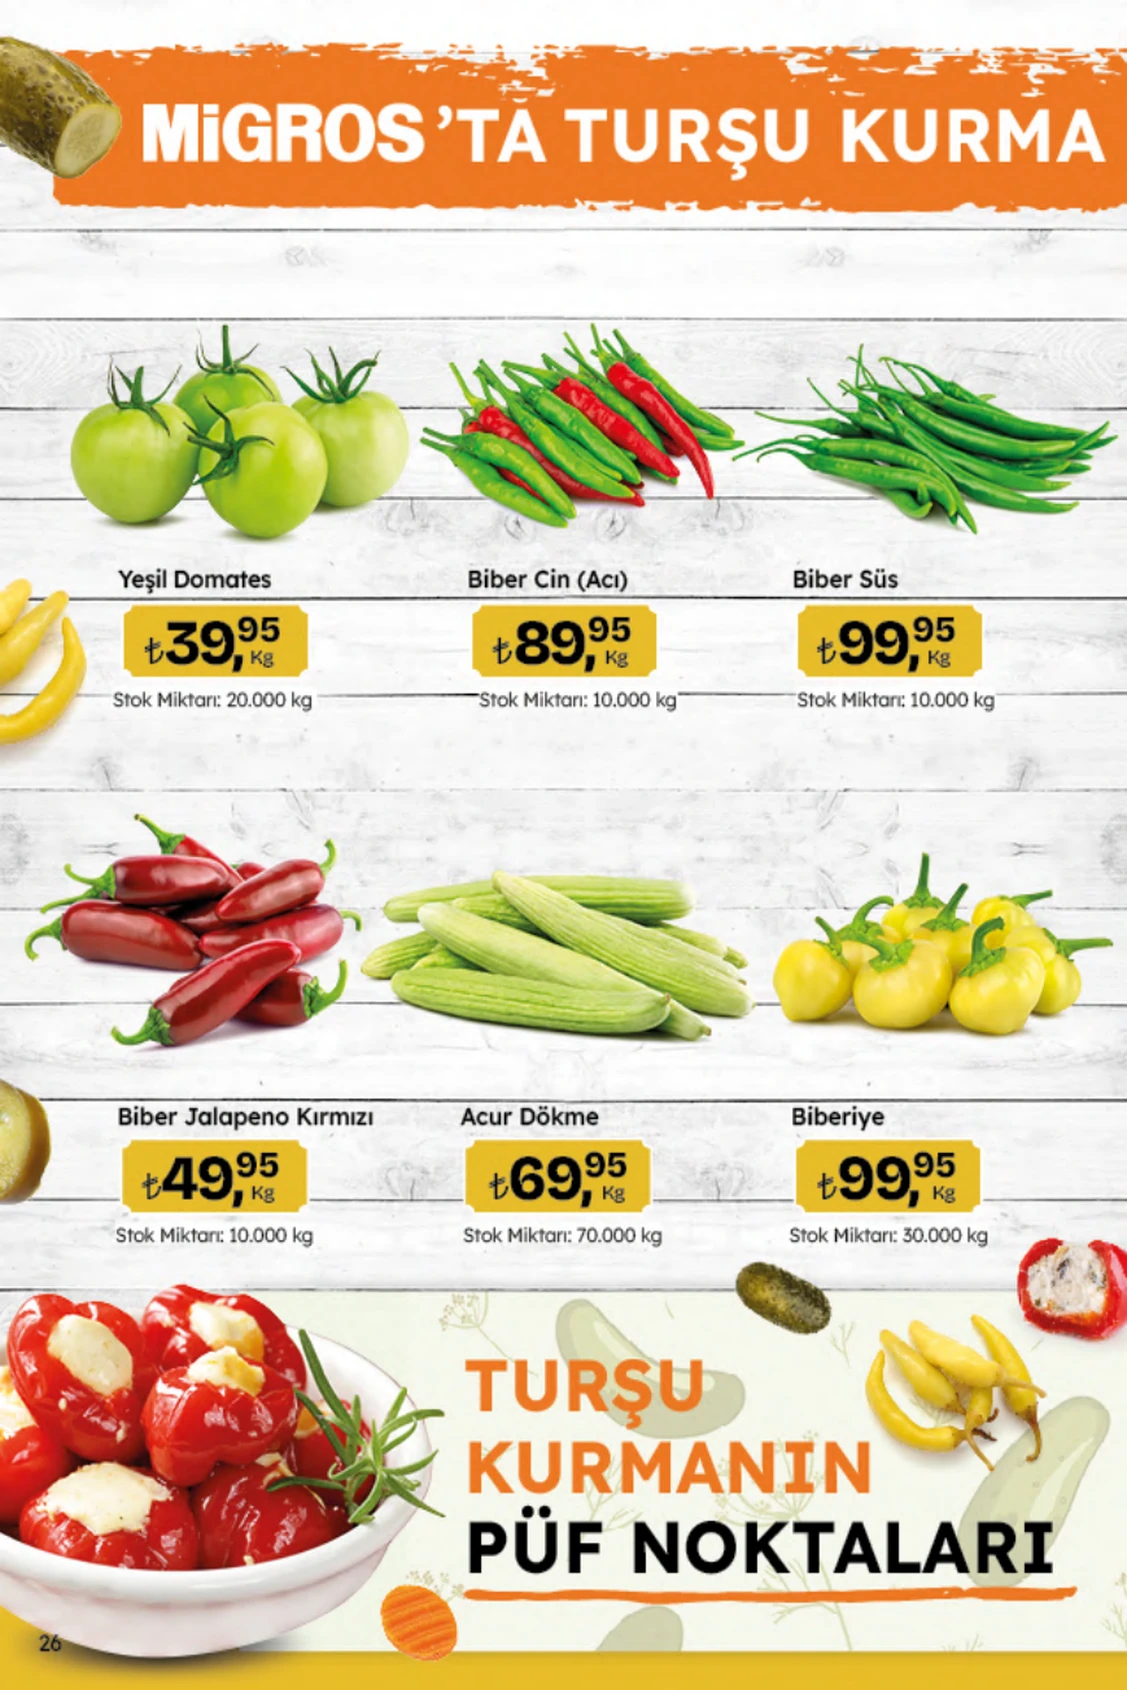 MiGROS'TA TURŞU KURMA
Yeşil Domates
₺39,95 Kg
Stok Miktarı: 20.000 kg
Biber Cin (Acı)
₺89,95 Kg
Stok Miktarı: 10.000 kg
Biber Süs
₺99,95 Kg
Stok Miktarı: 10.000 kg
Biber Jalapeno Kırmızı
₺49,95 Kg
Stok Miktarı: 10.000 kg
Acur Dökme
₺69,95 Kg
Stok Miktarı: 70.000 kg
Biberiye
₺99,95 Kg
Stok Miktarı: 30.000 kg
TURŞU
KURMANIN
PÜF NOKTALARI
26